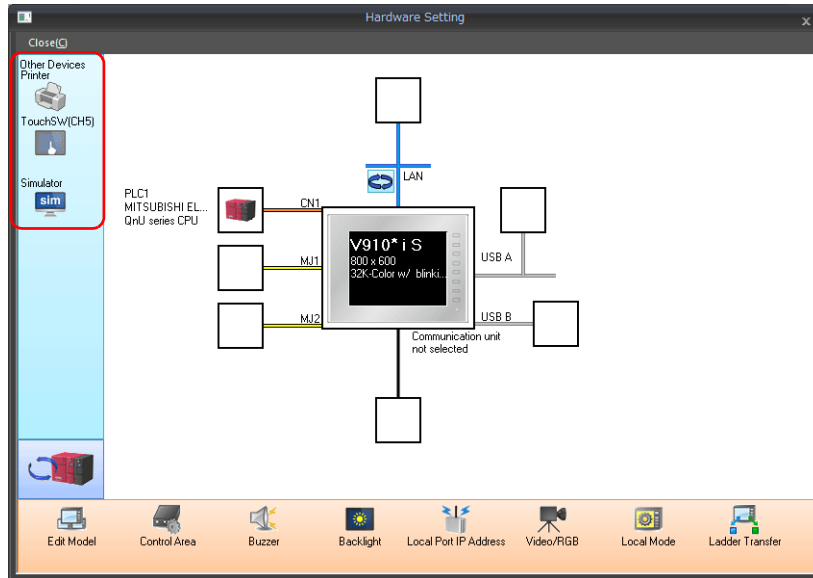 Hardware Setting
x
Close(C)
Other Devices
Printer
TouchSW(CH5)
Simulator
sim
LAN
PLC1
MITSUBISHI EL...
QnU series CPU
CN1
MJ1
MJ2
V910* i S
800 x 600
32K-Color w/ blinki...
USB A
USB B
Communication unit
not selected
Edit Model
Control Area
Buzzer
Backlight
Local Port IP Address
Video/RGB
Local Mode
Ladder Transfer